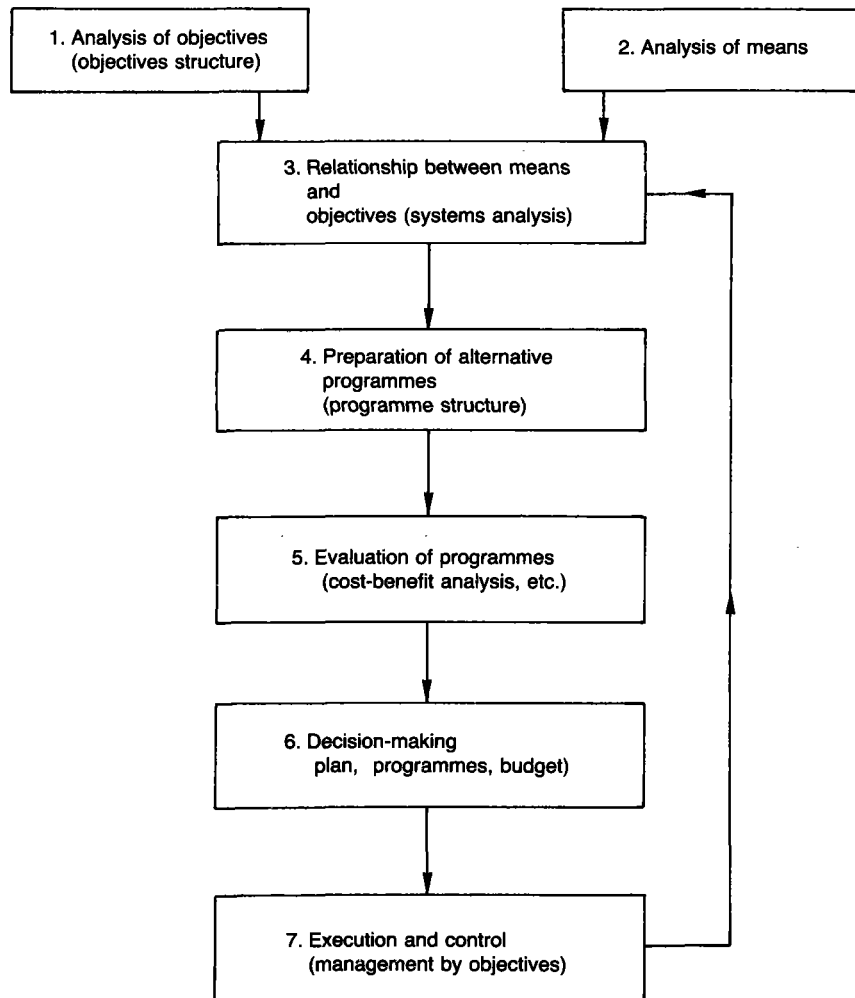 1. Analysis of objectives
(objectives structure)
2. Analysis of means
3. Relationship between means
and
objectives (systems analysis)
4. Preparation of alternative
programmes
(programme structure)
5. Evaluation of programmes
(cost-benefit analysis, etc.)
6. Decision-making
plan, programmes, budget)
7. Execution and control
(management by objectives)